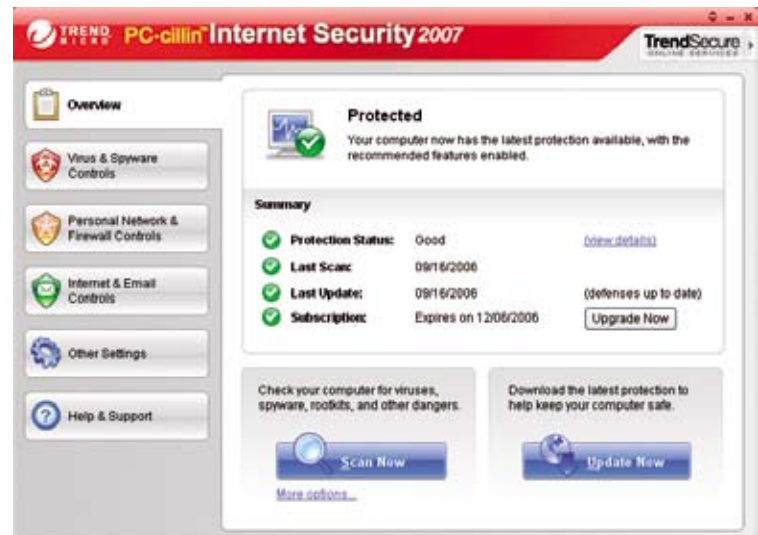 TREND MICRO PC-cillin™ Internet Security 2007
TrendSecure
ONLINE SERVICES
Overview
Virus & Spyware
Controls
Personal Network &
Firewall Controls
Internet & Email
Controls
Other Settings
Help & Support
Protected
Your computer now has the latest protection available, with the
recommended features enabled.
Summary
Protection Status: Good (view details)
Last Scan: 09/16/2006
Last Update: 09/16/2006 (defenses up to date)
Subscription: Expires on 12/06/2006 Upgrade Now
Check your computer for viruses,
spyware, rootkits, and other dangers.
Scan Now
More options...
Download the latest protection to
help keep your computer safe.
Update Now